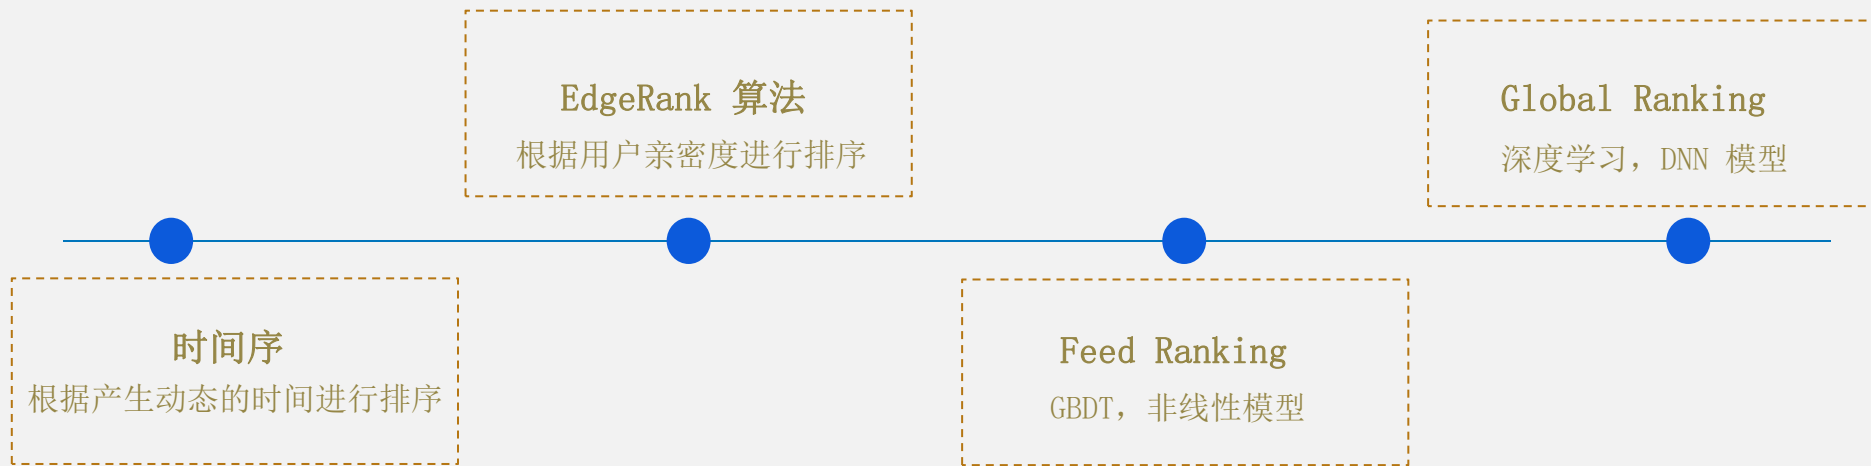 时间序
根据产生动态的时间进行排序
EdgeRank 算法
根据用户亲密度进行排序
Feed Ranking
GBDT，非线性模型
Global Ranking
深度学习，DNN 模型